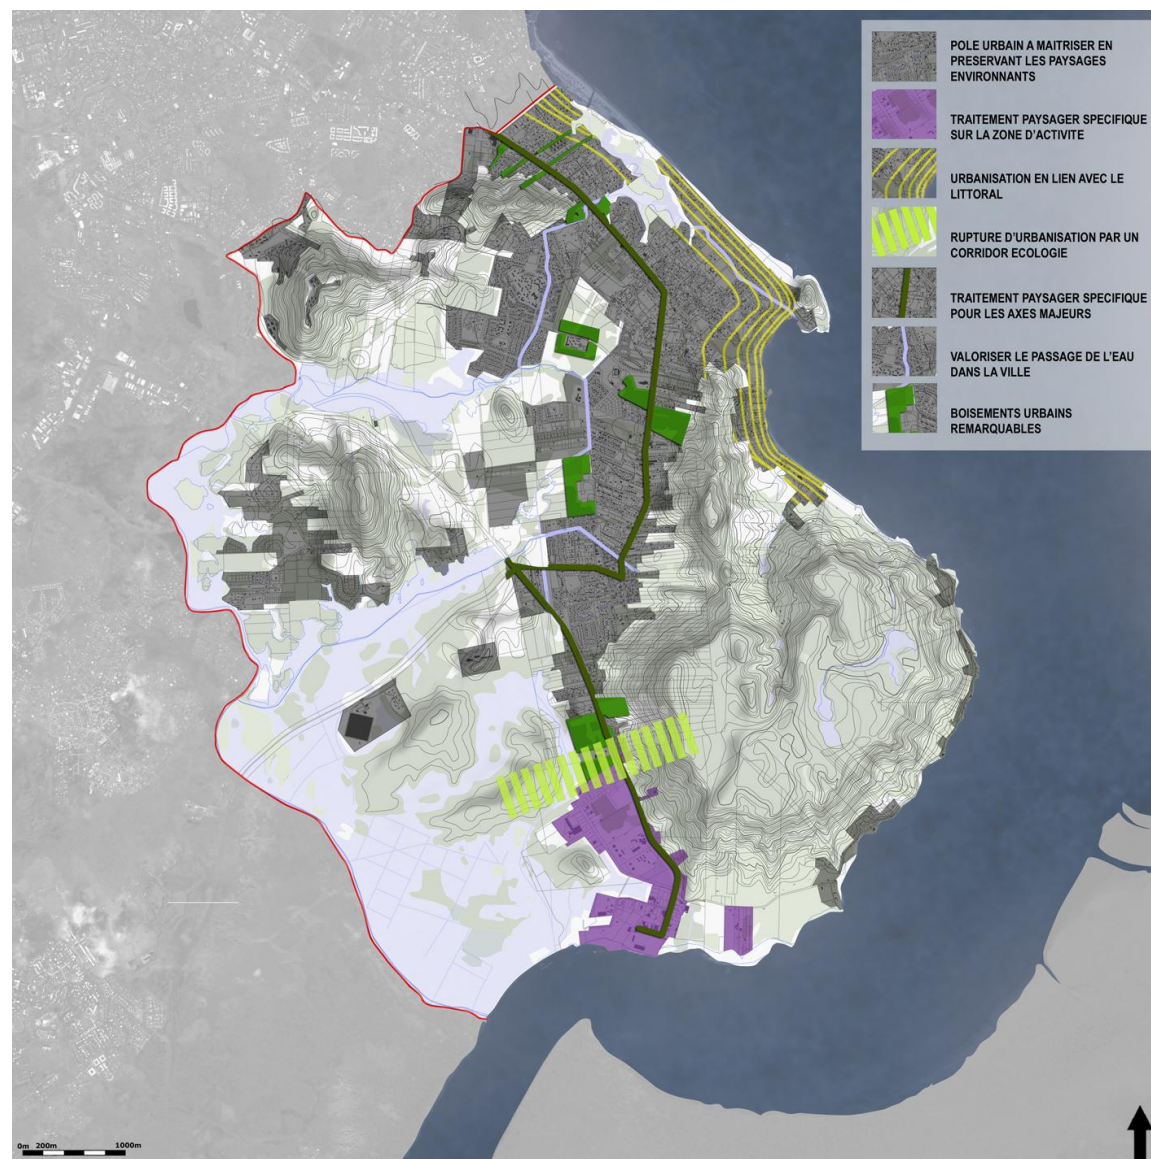 POLE URBAIN A MAITRISER EN
PRESERVANT LES PAYSAGES
ENVIRONNANTS
TRAITEMENT PAYSAGER SPECIFIQUE
SUR LA ZONE D'ACTIVITE
URBANISATION EN LIEN AVEC LE
LITTORAL
RUPTURE D'URBANISATION PAR UN
CORRIDOR ECOLOGIE
TRAITEMENT PAYSAGER SPECIFIQUE
POUR LES AXES MAJEURS
VALORISER LE PASSAGE DE L'EAU
DANS LA VILLE
BOISEMENTS URBAINS
REMARQUABLES
0m 200m 1000m